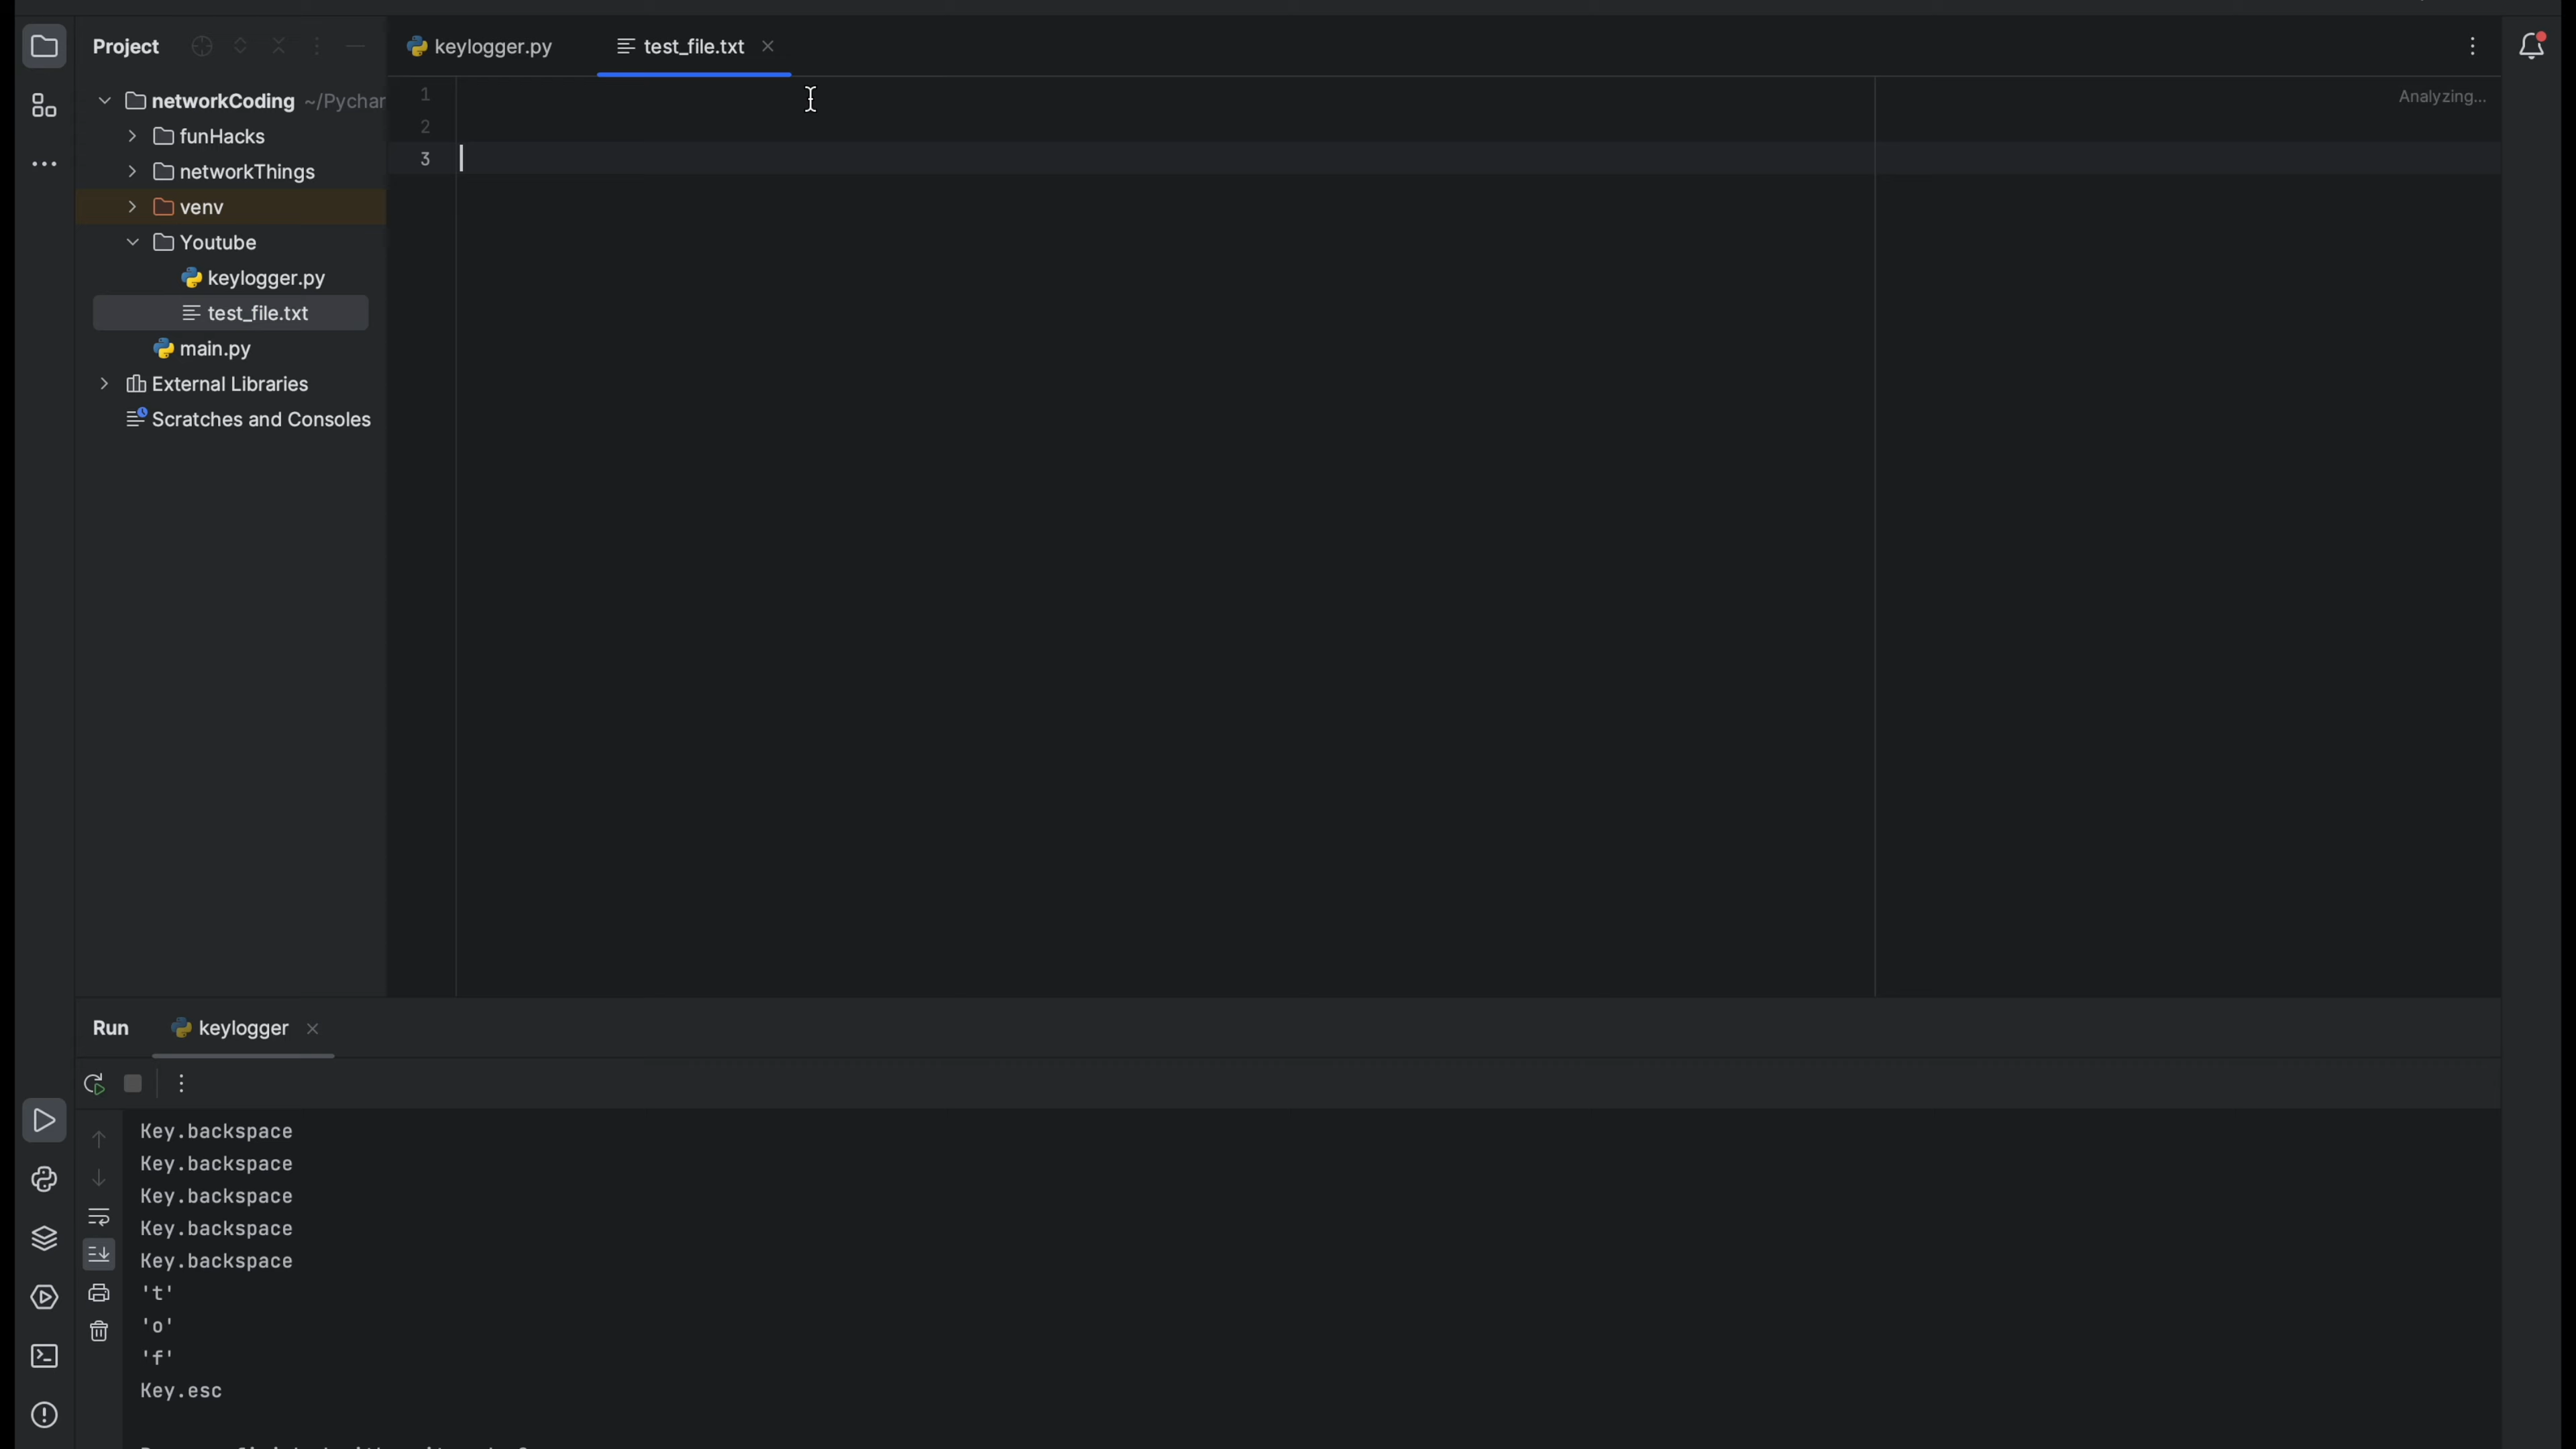 Project
keylogger.py
test_file.txt
networkCoding ~/Pychar
1
Analyzing...
funHacks
2
networkThings
3
venv
Youtube
keylogger.py
test_file.txt
main.py
External Libraries
Scratches and Consoles
Run
keylogger
Key.backspace
Key.backspace
Key.backspace
Key.backspace
Key.backspace
't'
'o'
'f'
Key.esc